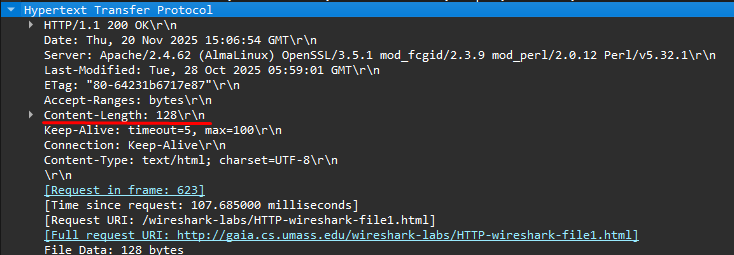 Hypertext Transfer Protocol
HTTP/1.1 200 OK\r\n
Date: Thu, 20 Nov 2025 15:06:54 GMT\r\n
Server: Apache/2.4.62 (AlmaLinux) OpenSSL/3.5.1 mod_fcgid/2.3.9 mod_perl/2.0.12 Perl/v5.32.1\r\n
Last-Modified: Tue, 28 Oct 2025 05:59:01 GMT\r\n
ETag: "80-64231b6717e87"\r\n
Accept-Ranges: bytes\r\n
Content-Length: 128\r\n
Keep-Alive: timeout=5, max=100\r\n
Connection: Keep-Alive\r\n
Content-Type: text/html; charset=UTF-8\r\n
\r\n
[Request in frame: 623]
[Time since request: 107.685000 milliseconds]
[Request URI: /wireshark-labs/HTTP-wireshark-file1.html]
[Full request URI: http://gaia.cs.umass.edu/wireshark-labs/HTTP-wireshark-file1.html]
File Data: 128 bytes